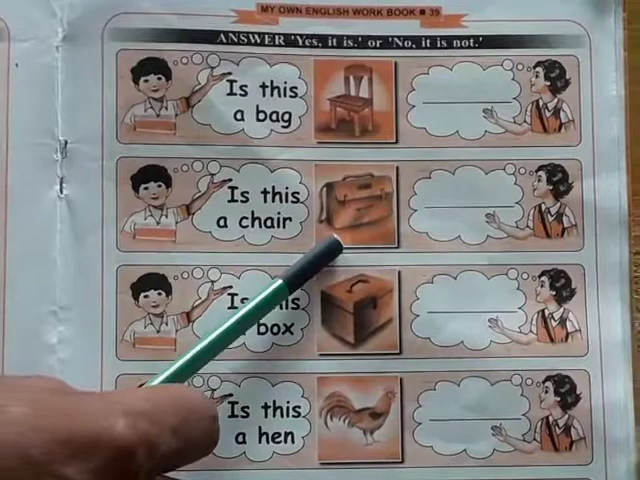 MY OWN ENGLISH WORK BOOK ■ 39
ANSWER 'Yes, it is.' or 'No, it is not.'
Is this
a bag
Is this
a chair
box
Is this
a hen